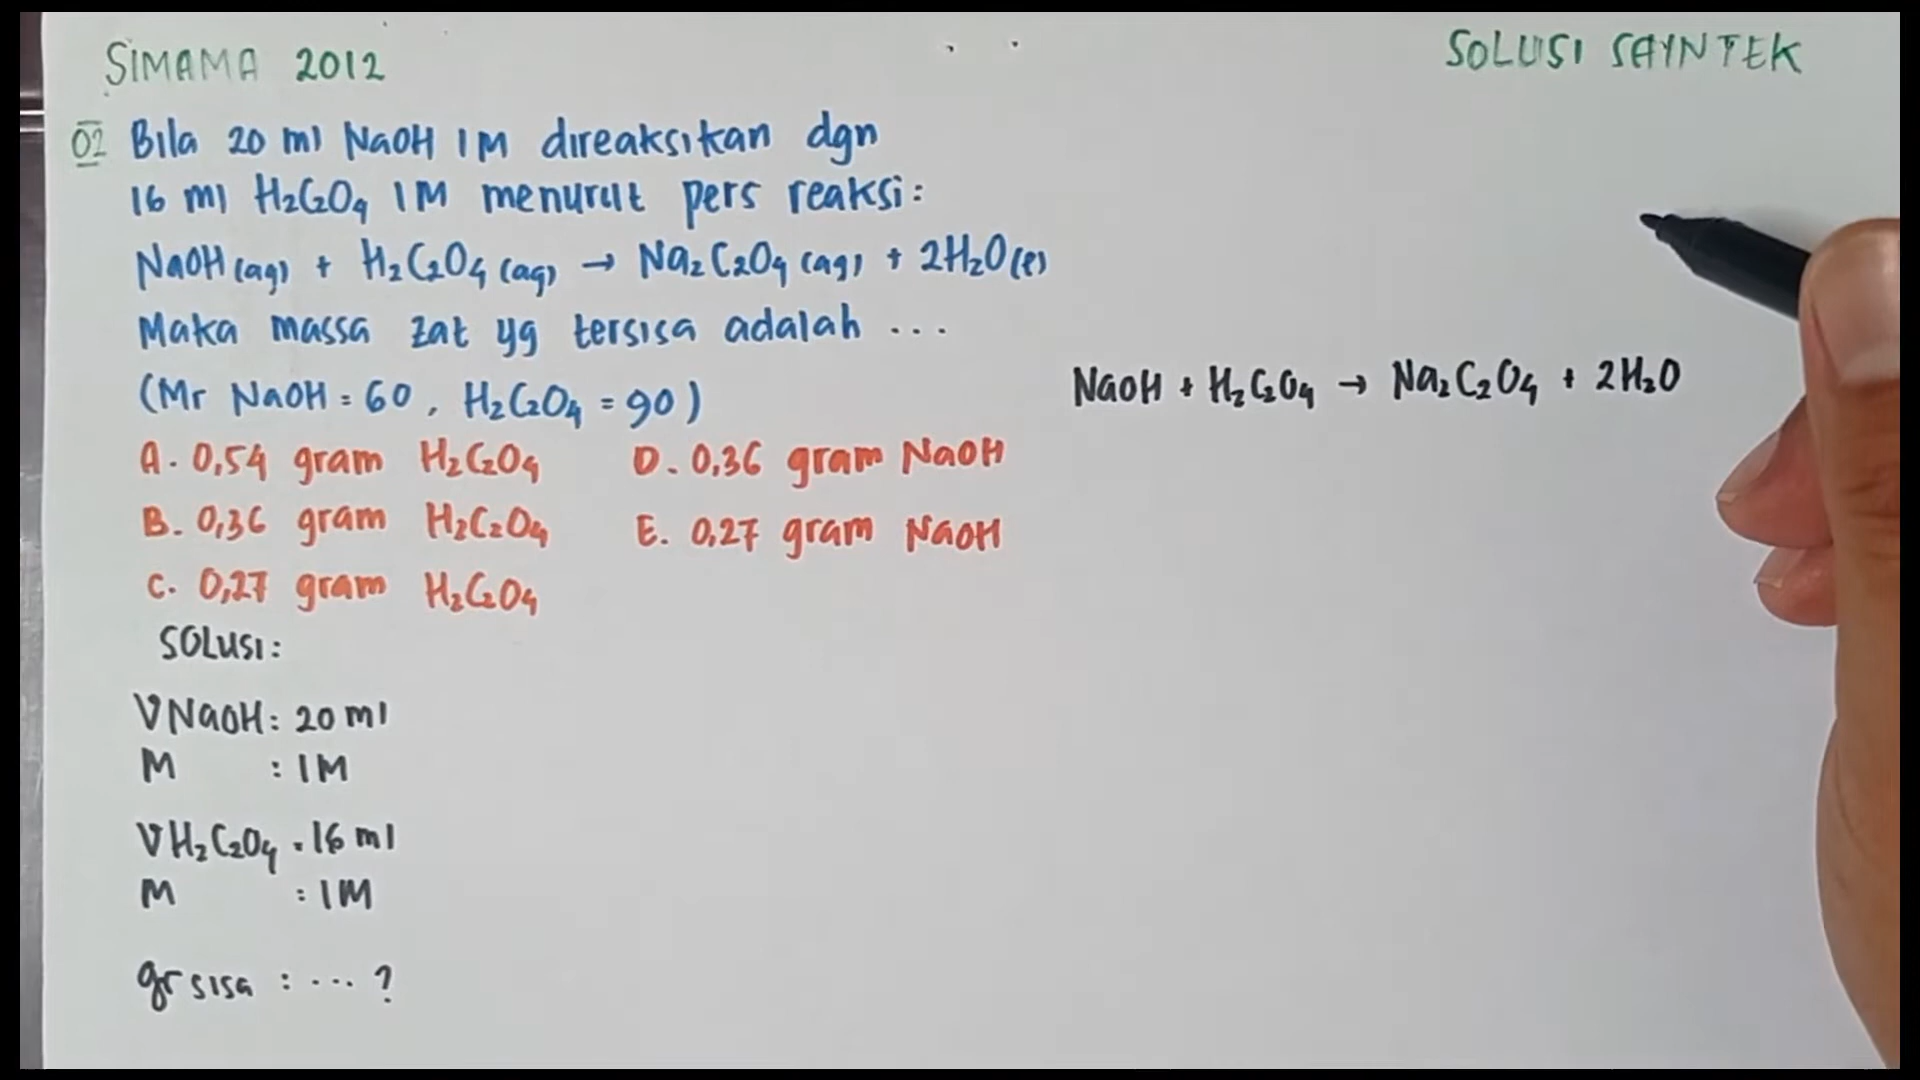 SIMAMA 2012
SOLUSI SAINTEK
02 Bila 20 ml NaOH 1M direaksikan dgn
16 ml H₂C₂O₄ 1M menurut pers reaksi:
NaOH (aq) + H₂C₂O₄ (aq) → Na₂C₂O₄ (aq) + 2H₂O (l)
Maka massa zat yg tersisa adalah ...
(Mr NaOH = 60, H₂C₂O₄ = 90)
A. 0,54 gram H₂C₂O₄
B. 0,36 gram H₂C₂O₄
C. 0,27 gram H₂C₂O₄
D. 0,36 gram NaOH
E. 0,27 gram NaOH
SOLUSI:
V NaOH : 20 ml
M : 1M
V H₂C₂O₄ = 16 ml
M : 1M
gr sisa : ... ?
NaOH + H₂C₂O₄ → Na₂C₂O₄ + 2H₂O